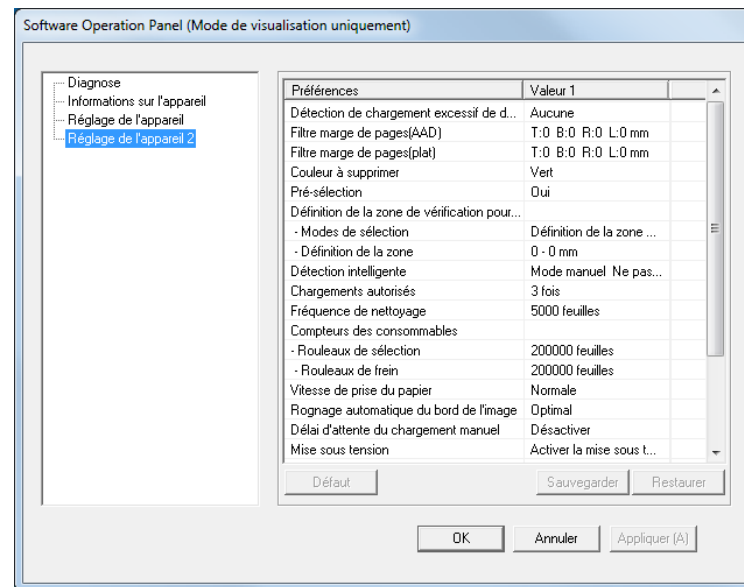 Software Operation Panel (Mode de visualisation uniquement)
Diagnose
Informations sur l'appareil
Réglage de l'appareil
Réglage de l'appareil 2
Préférences Valeur 1
Détection de chargement excessif de d... Aucune
Filtre marge de pages(AAD) T:0 B:0 R:0 L:0 mm
Filtre marge de pages(plat) T:0 B:0 R:0 L:0 mm
Couleur à supprimer Vert
Pré-sélection Oui
Définition de la zone de vérification pour...
- Modes de sélection Définition de la zone ...
- Définition de la zone 0 - 0 mm
Détection intelligente Mode manuel Ne pas...
Chargements autorisés 3 fois
Fréquence de nettoyage 5000 feuilles
Compteurs des consommables
- Rouleaux de sélection 200000 feuilles
- Rouleaux de frein 200000 feuilles
Vitesse de prise du papier Normale
Rognage automatique du bord de l'image Optimal
Délai d'attente du chargement manuel Désactiver
Mise sous tension Activer la mise sous t...
Défaut Sauvegarder Restaurer
OK Annuler Appliquer (A)